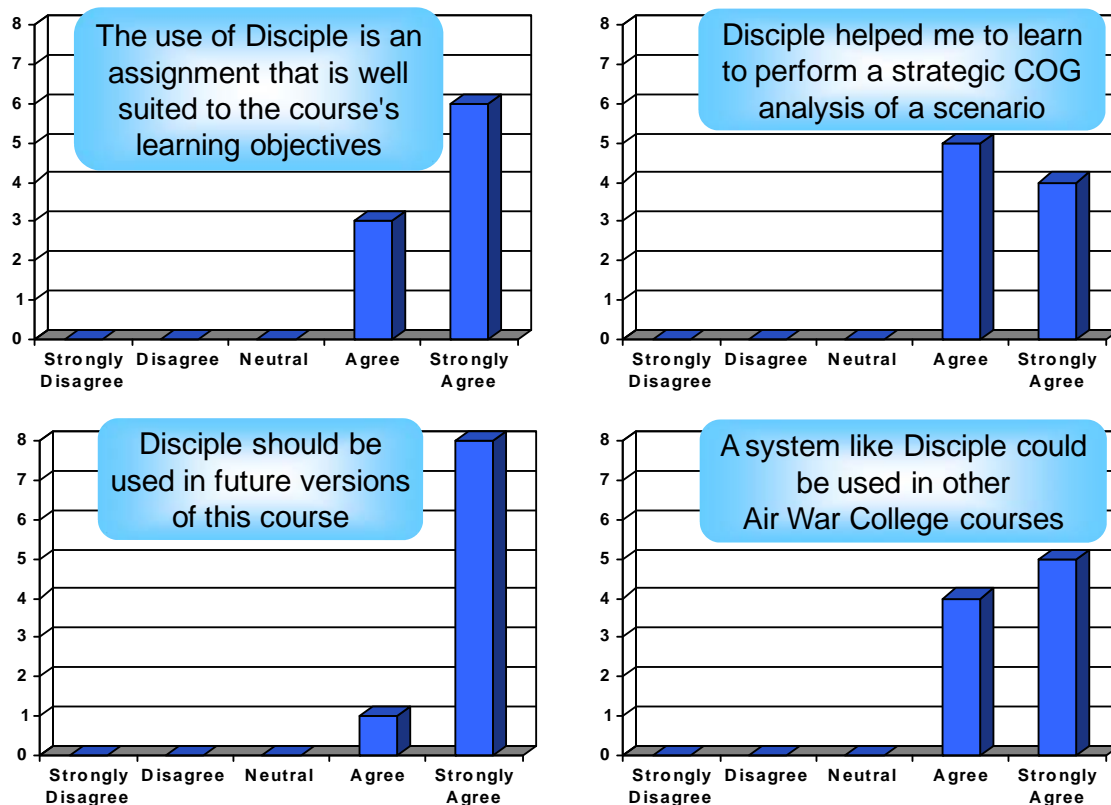 The use of Disciple is an
assignment that is well
suited to the course's
learning objectives
8
7
6
5
4
3
2
1
0
Strongly Disagree Neutral Agree Strongly
Disagree Agree
Disciple helped me to learn
to perform a strategic COG
analysis of a scenario
8
7
6
5
4
3
2
1
0
Strongly Disagree Neutral Agree Strongly
Disagree Agree
Disciple should be
used in future versions
of this course
8
7
6
5
4
3
2
1
0
Strongly Disagree Neutral Agree Strongly
Disagree Agree
A system like Disciple could
be used in other
Air War College courses
8
7
6
5
4
3
2
1
0
Strongly Disagree Neutral Agree Strongly
Disagree Agree